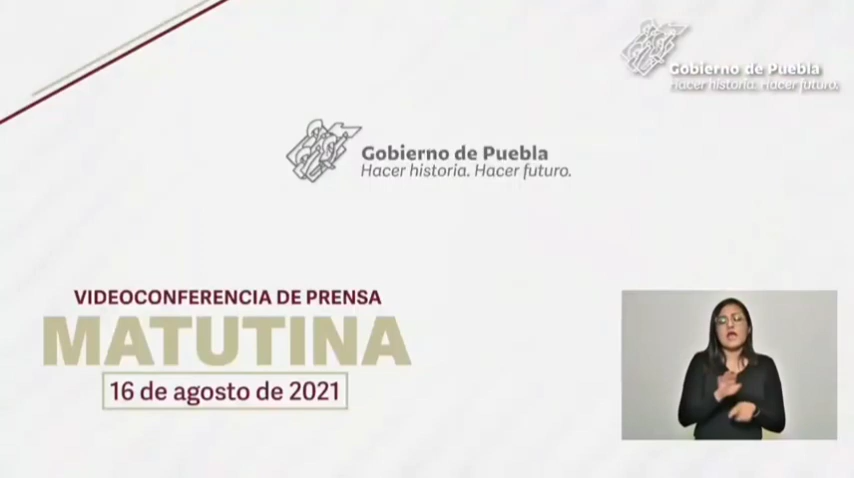 Gobierno de Puebla
Hacer historia. Hacer futuro.
Gobierno de Puebla
Hacer historia. Hacer futuro.
VIDEOCONFERENCIA DE PRENSA
MATUTINA
16 de agosto de 2021